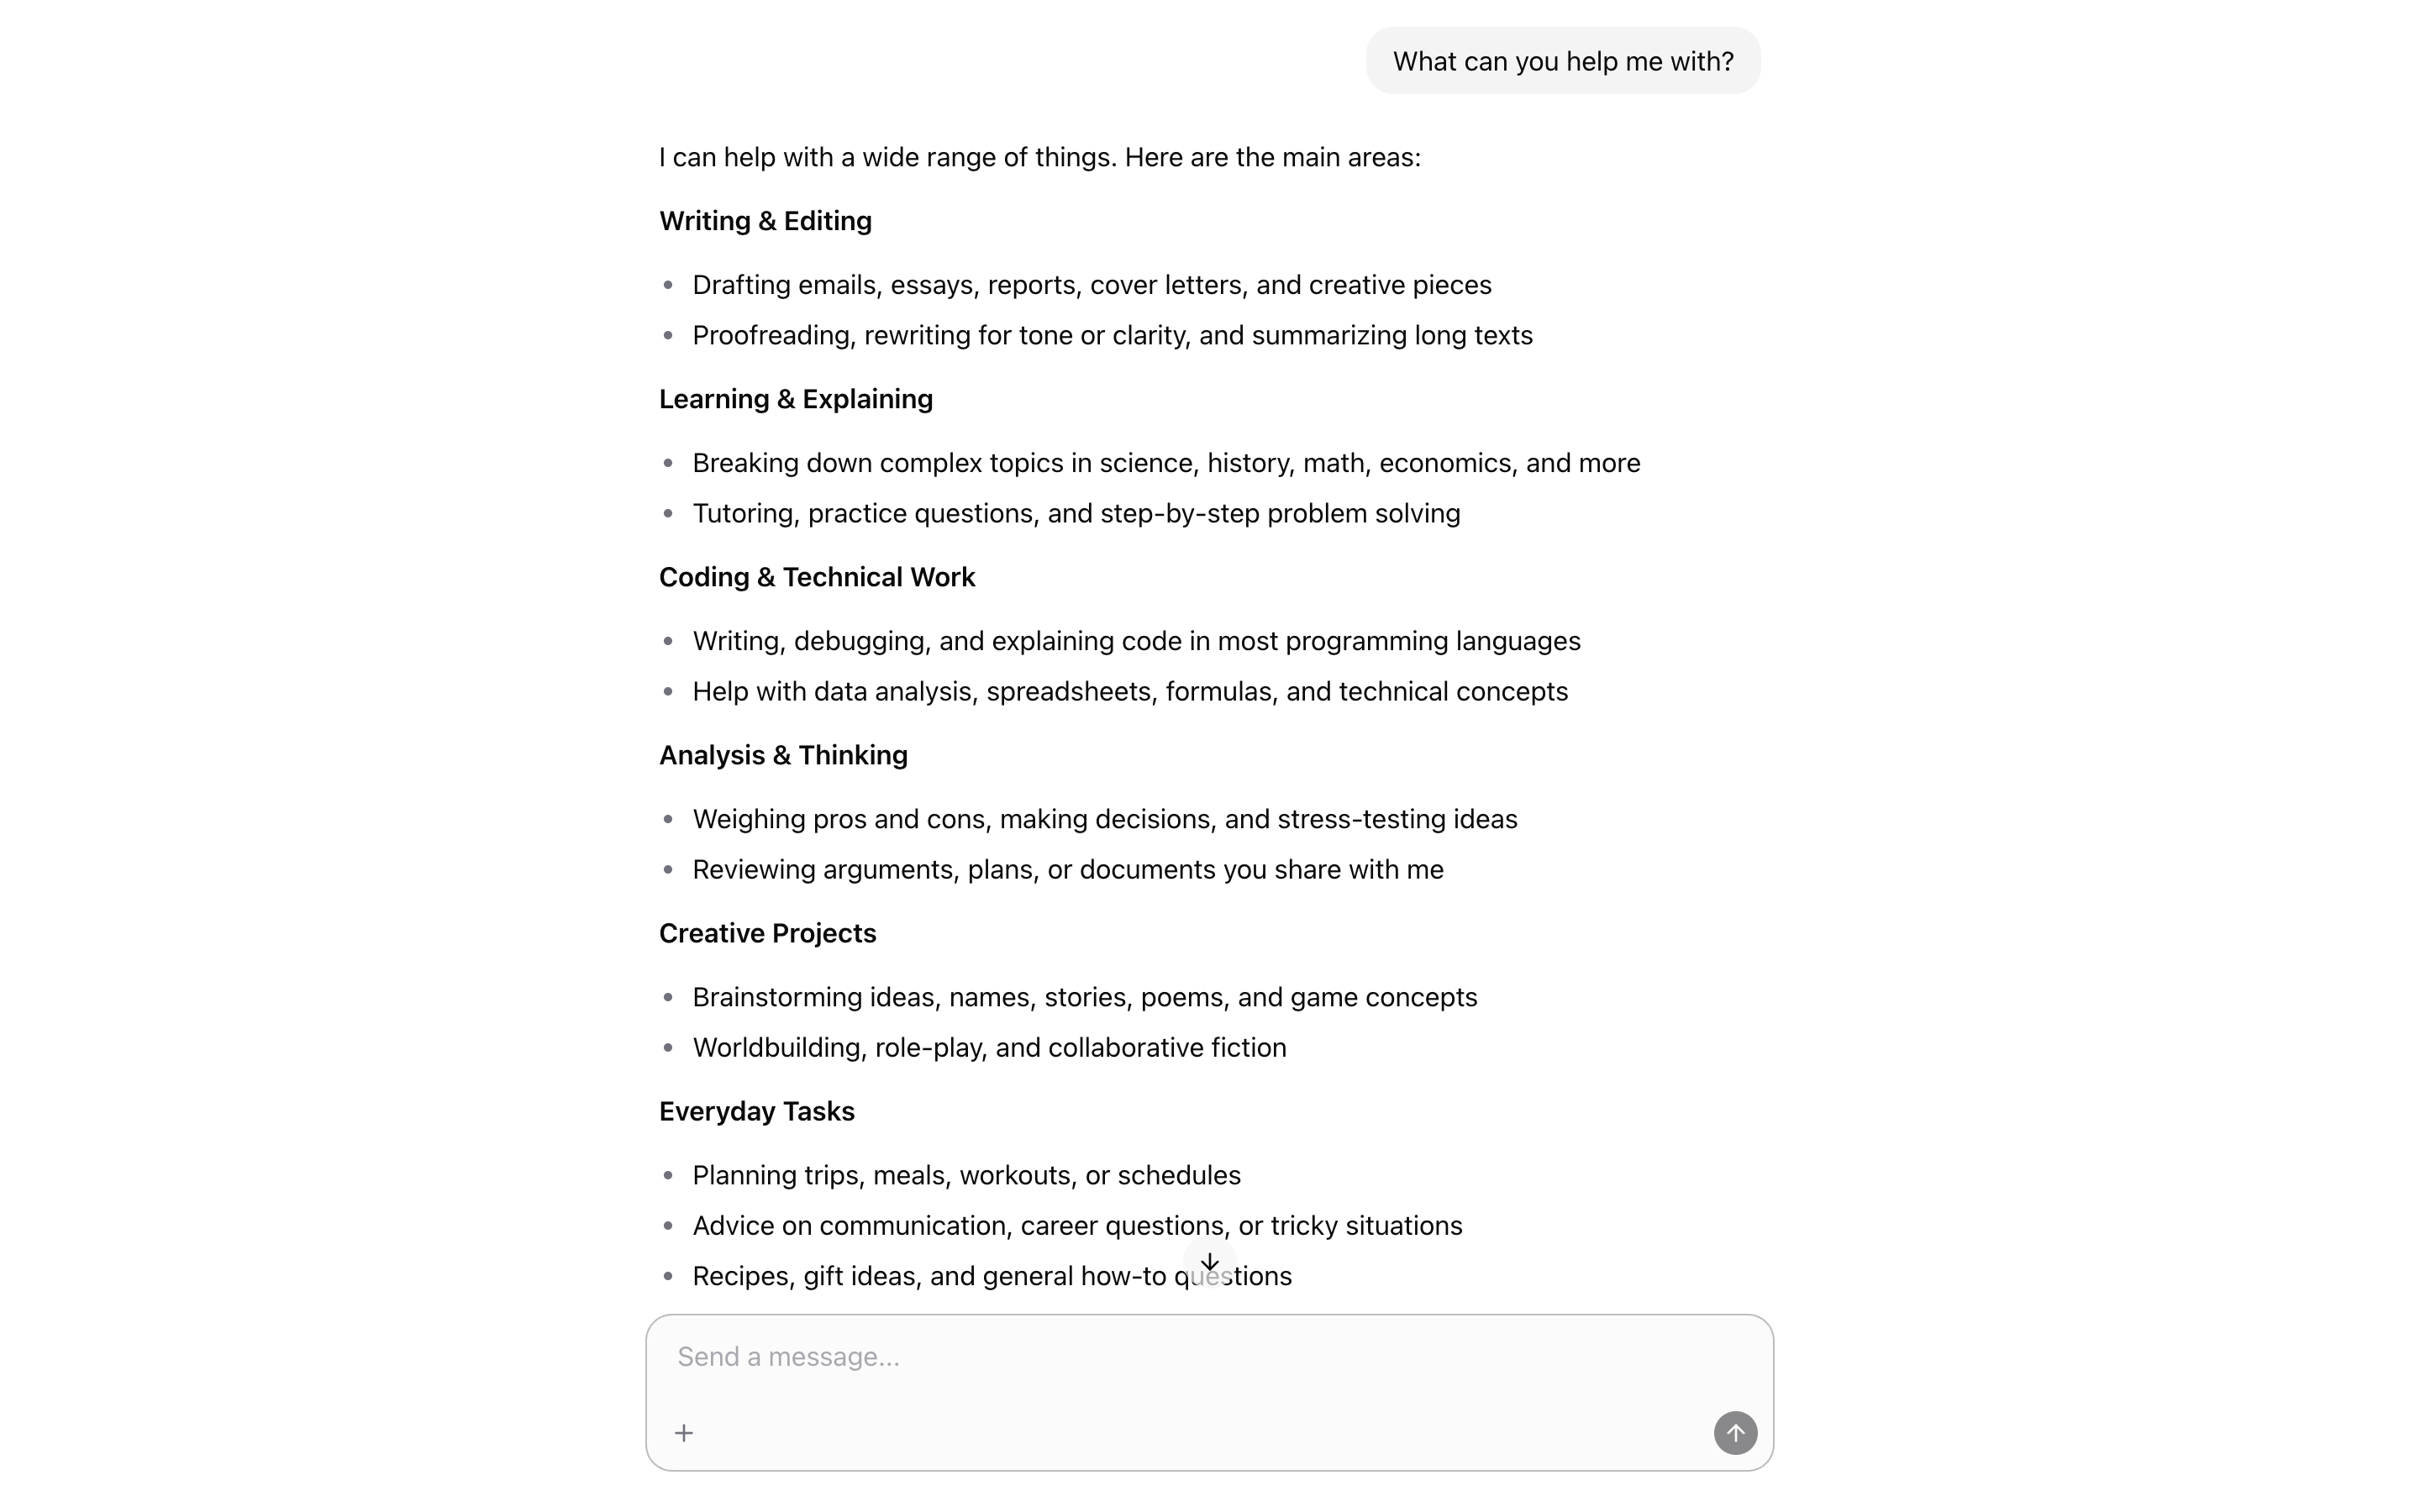 What can you help me with?
I can help with a wide range of things. Here are the main areas:
Writing & Editing
• Drafting emails, essays, reports, cover letters, and creative pieces
• Proofreading, rewriting for tone or clarity, and summarizing long texts
Learning & Explaining
• Breaking down complex topics in science, history, math, economics, and more
• Tutoring, practice questions, and step-by-step problem solving
Coding & Technical Work
• Writing, debugging, and explaining code in most programming languages
• Help with data analysis, spreadsheets, formulas, and technical concepts
Analysis & Thinking
• Weighing pros and cons, making decisions, and stress-testing ideas
• Reviewing arguments, plans, or documents you share with me
Creative Projects
• Brainstorming ideas, names, stories, poems, and game concepts
• Worldbuilding, role-play, and collaborative fiction
Everyday Tasks
• Planning trips, meals, workouts, or schedules
• Advice on communication, career questions, or tricky situations
• Recipes, gift ideas, and general how-to questions
Send a message...